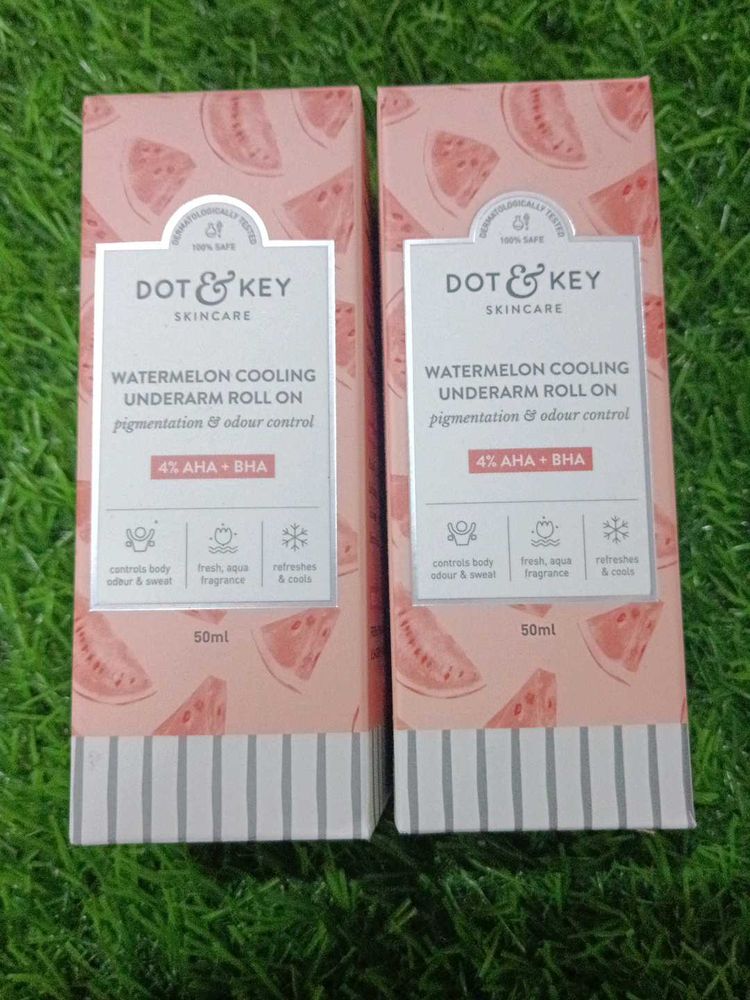 DERMATOLOGICALLY TESTED
100% SAFE
DOT & KEY
SKINCARE
WATERMELON COOLING
UNDERARM ROLL ON
pigmentation & odour control
4% AHA + BHA
controls body
odour & sweat
fresh, aqua
fragrance
refreshes
& cools
50ml
DERMATOLOGICALLY TESTED
100% SAFE
DOT & KEY
SKINCARE
WATERMELON COOLING
UNDERARM ROLL ON
pigmentation & odour control
4% AHA + BHA
controls body
odour & sweat
fresh, aqua
fragrance
refreshes
& cools
50ml